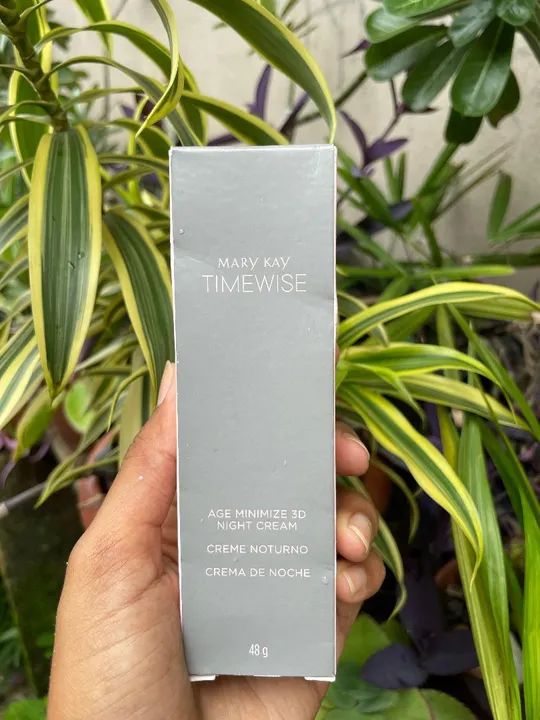 MARY KAY
TIMEWISE
AGE MINIMIZE 3D
NIGHT CREAM
CREME NOTURNO
CREMA DE NOCHE
48 g